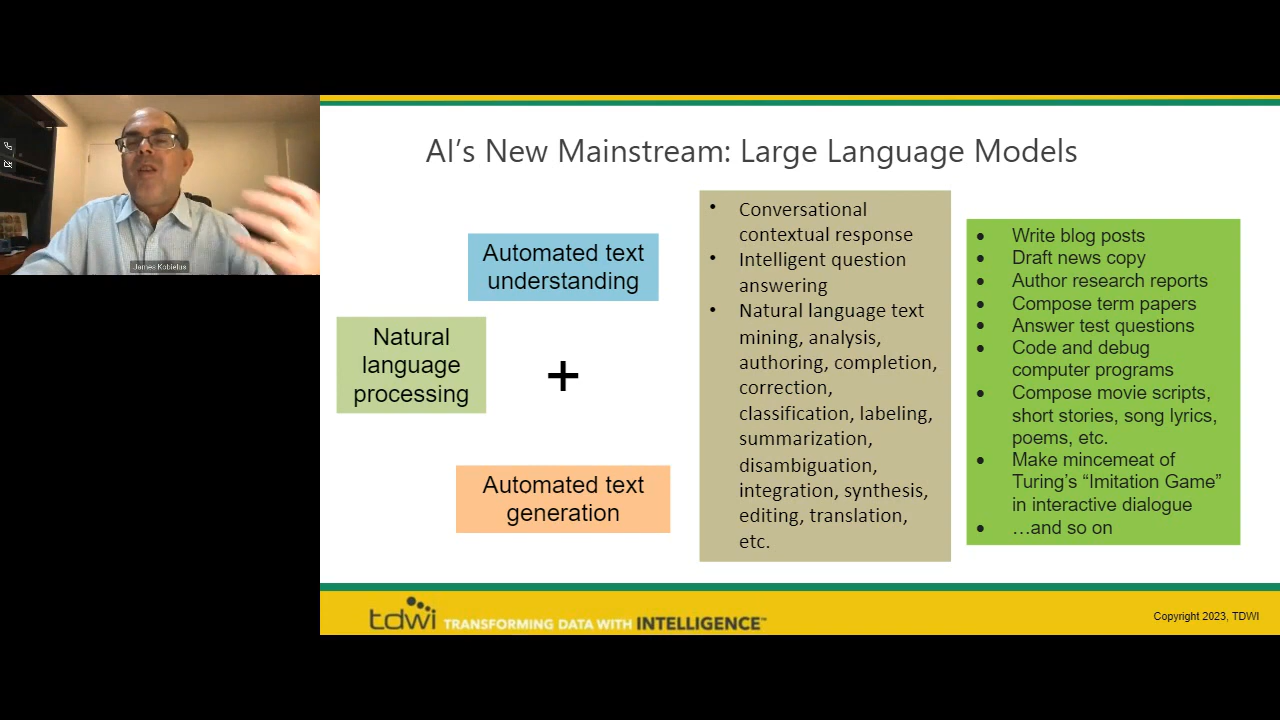 James Kobielus
AI's New Mainstream: Large Language Models
Natural
language
processing
Automated text
understanding
+
Automated text
generation
• Conversational
contextual response
• Intelligent question
answering
• Natural language text
mining, analysis,
authoring, completion,
correction,
classification, labeling,
summarization,
disambiguation,
integration, synthesis,
editing, translation,
etc.
• Write blog posts
• Draft news copy
• Author research reports
• Compose term papers
• Answer test questions
• Code and debug
computer programs
• Compose movie scripts,
short stories, song lyrics,
poems, etc.
• Make mincemeat of
Turing's “Imitation Game”
in interactive dialogue
• …and so on
tdwi TRANSFORMING DATA WITH INTELLIGENCE™
Copyright 2023, TDWI